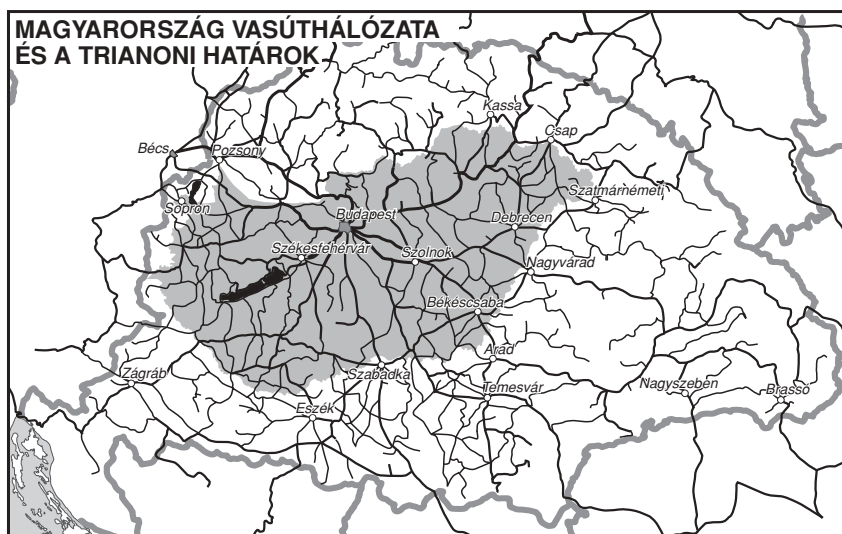 MAGYARORSZÁG VASÚTHÁLÓZATA
ÉS A TRIANONI HATÁROK
Kassa
Csap
Bécs
Pozsony
Szatmárnémeti
Sopron
Budapest
Debrecen
Székesfehérvár
Szolnok
Nagyvárad
Békéscsaba
Arad
Zágráb
Szabadka
Temesvár
Nagyszeben
Brassó
Eszék